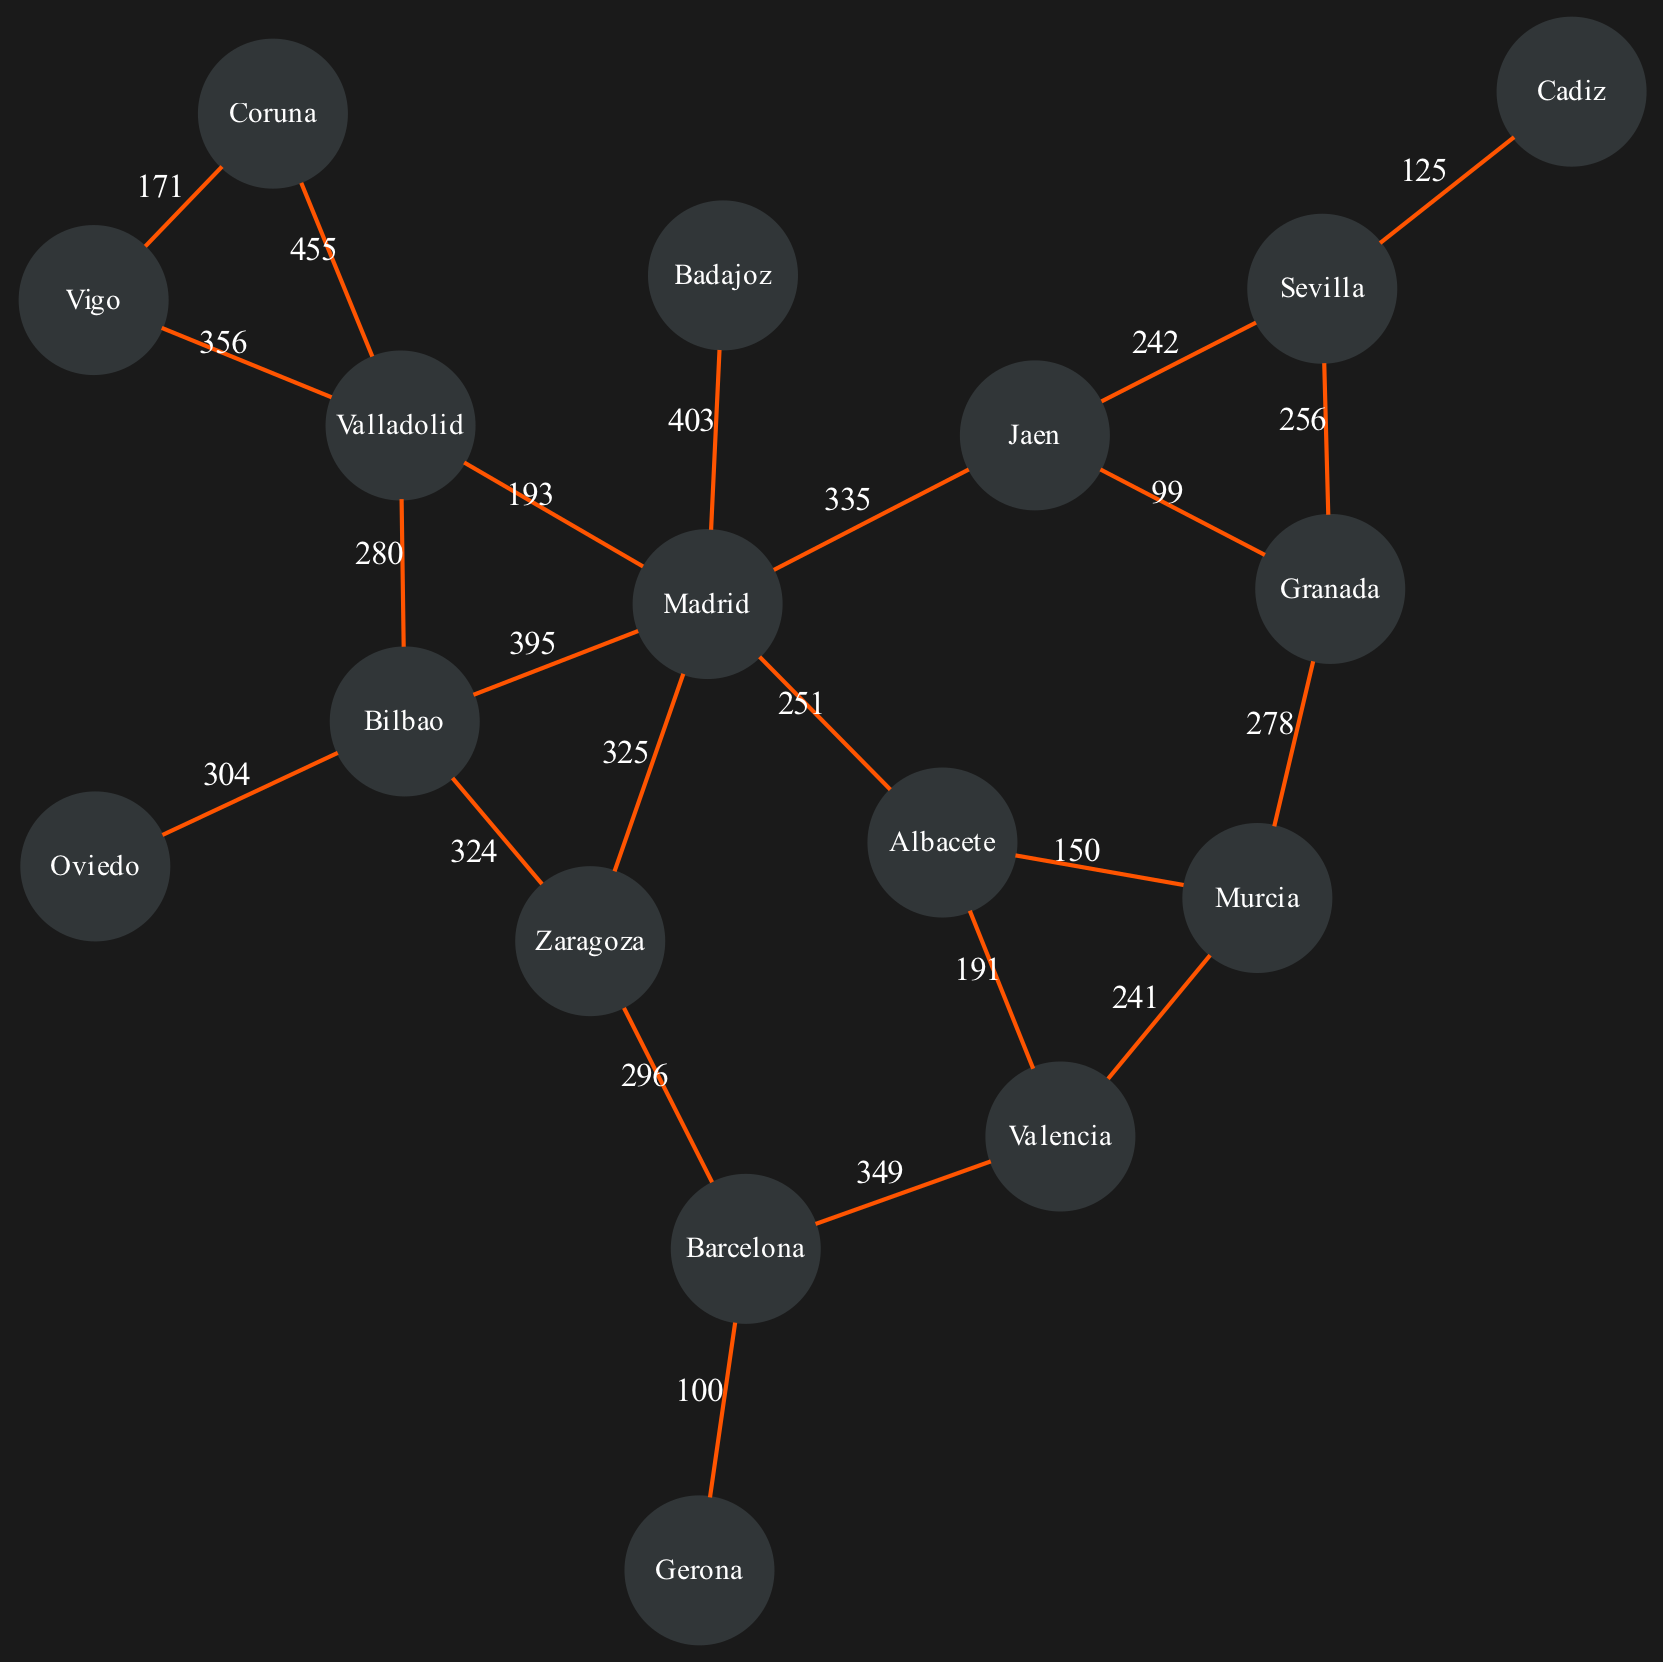 Cadiz
Coruna
125
171
455
Badajoz
Sevilla
Vigo
356
242
403
256
Valladolid
Jaen
193
335
99
280
Granada
Madrid
395
Bilbao
251
278
325
304
324
Albacete
150
Oviedo
Murcia
Zaragoza
191
241
296
Valencia
349
Barcelona
100
Gerona